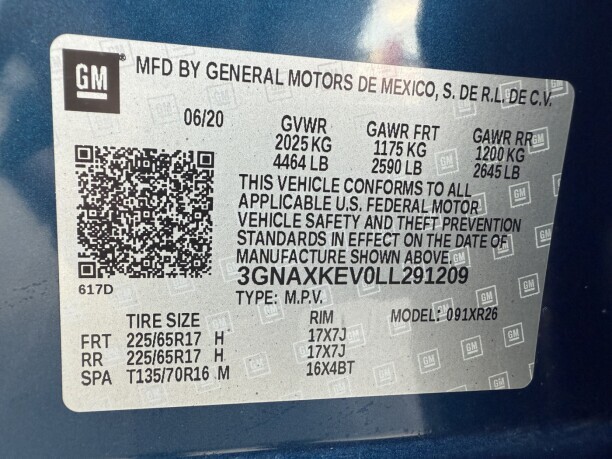 GM
MFD BY GENERAL MOTORS DE MEXICO, S. DE R.L. DE C.V.
06/20 GVWR GAWR FRT GAWR RR
2025 KG 1175 KG 1200 KG
4464 LB 2590 LB 2645 LB
THIS VEHICLE CONFORMS TO ALL
APPLICABLE U.S. FEDERAL MOTOR
VEHICLE SAFETY AND THEFT PREVENTION
STANDARDS IN EFFECT ON THE DATE OF
MANUFACTURE SHOWN ABOVE.
617D
3GNAXKEV0LL291209
TYPE: M.P.V. MODEL: 091XR26
TIRE SIZE RIM
FRT 225/65R17 H 17X7J
RR 225/65R17 H 17X7J
SPA T135/70R16 M 16X4BT